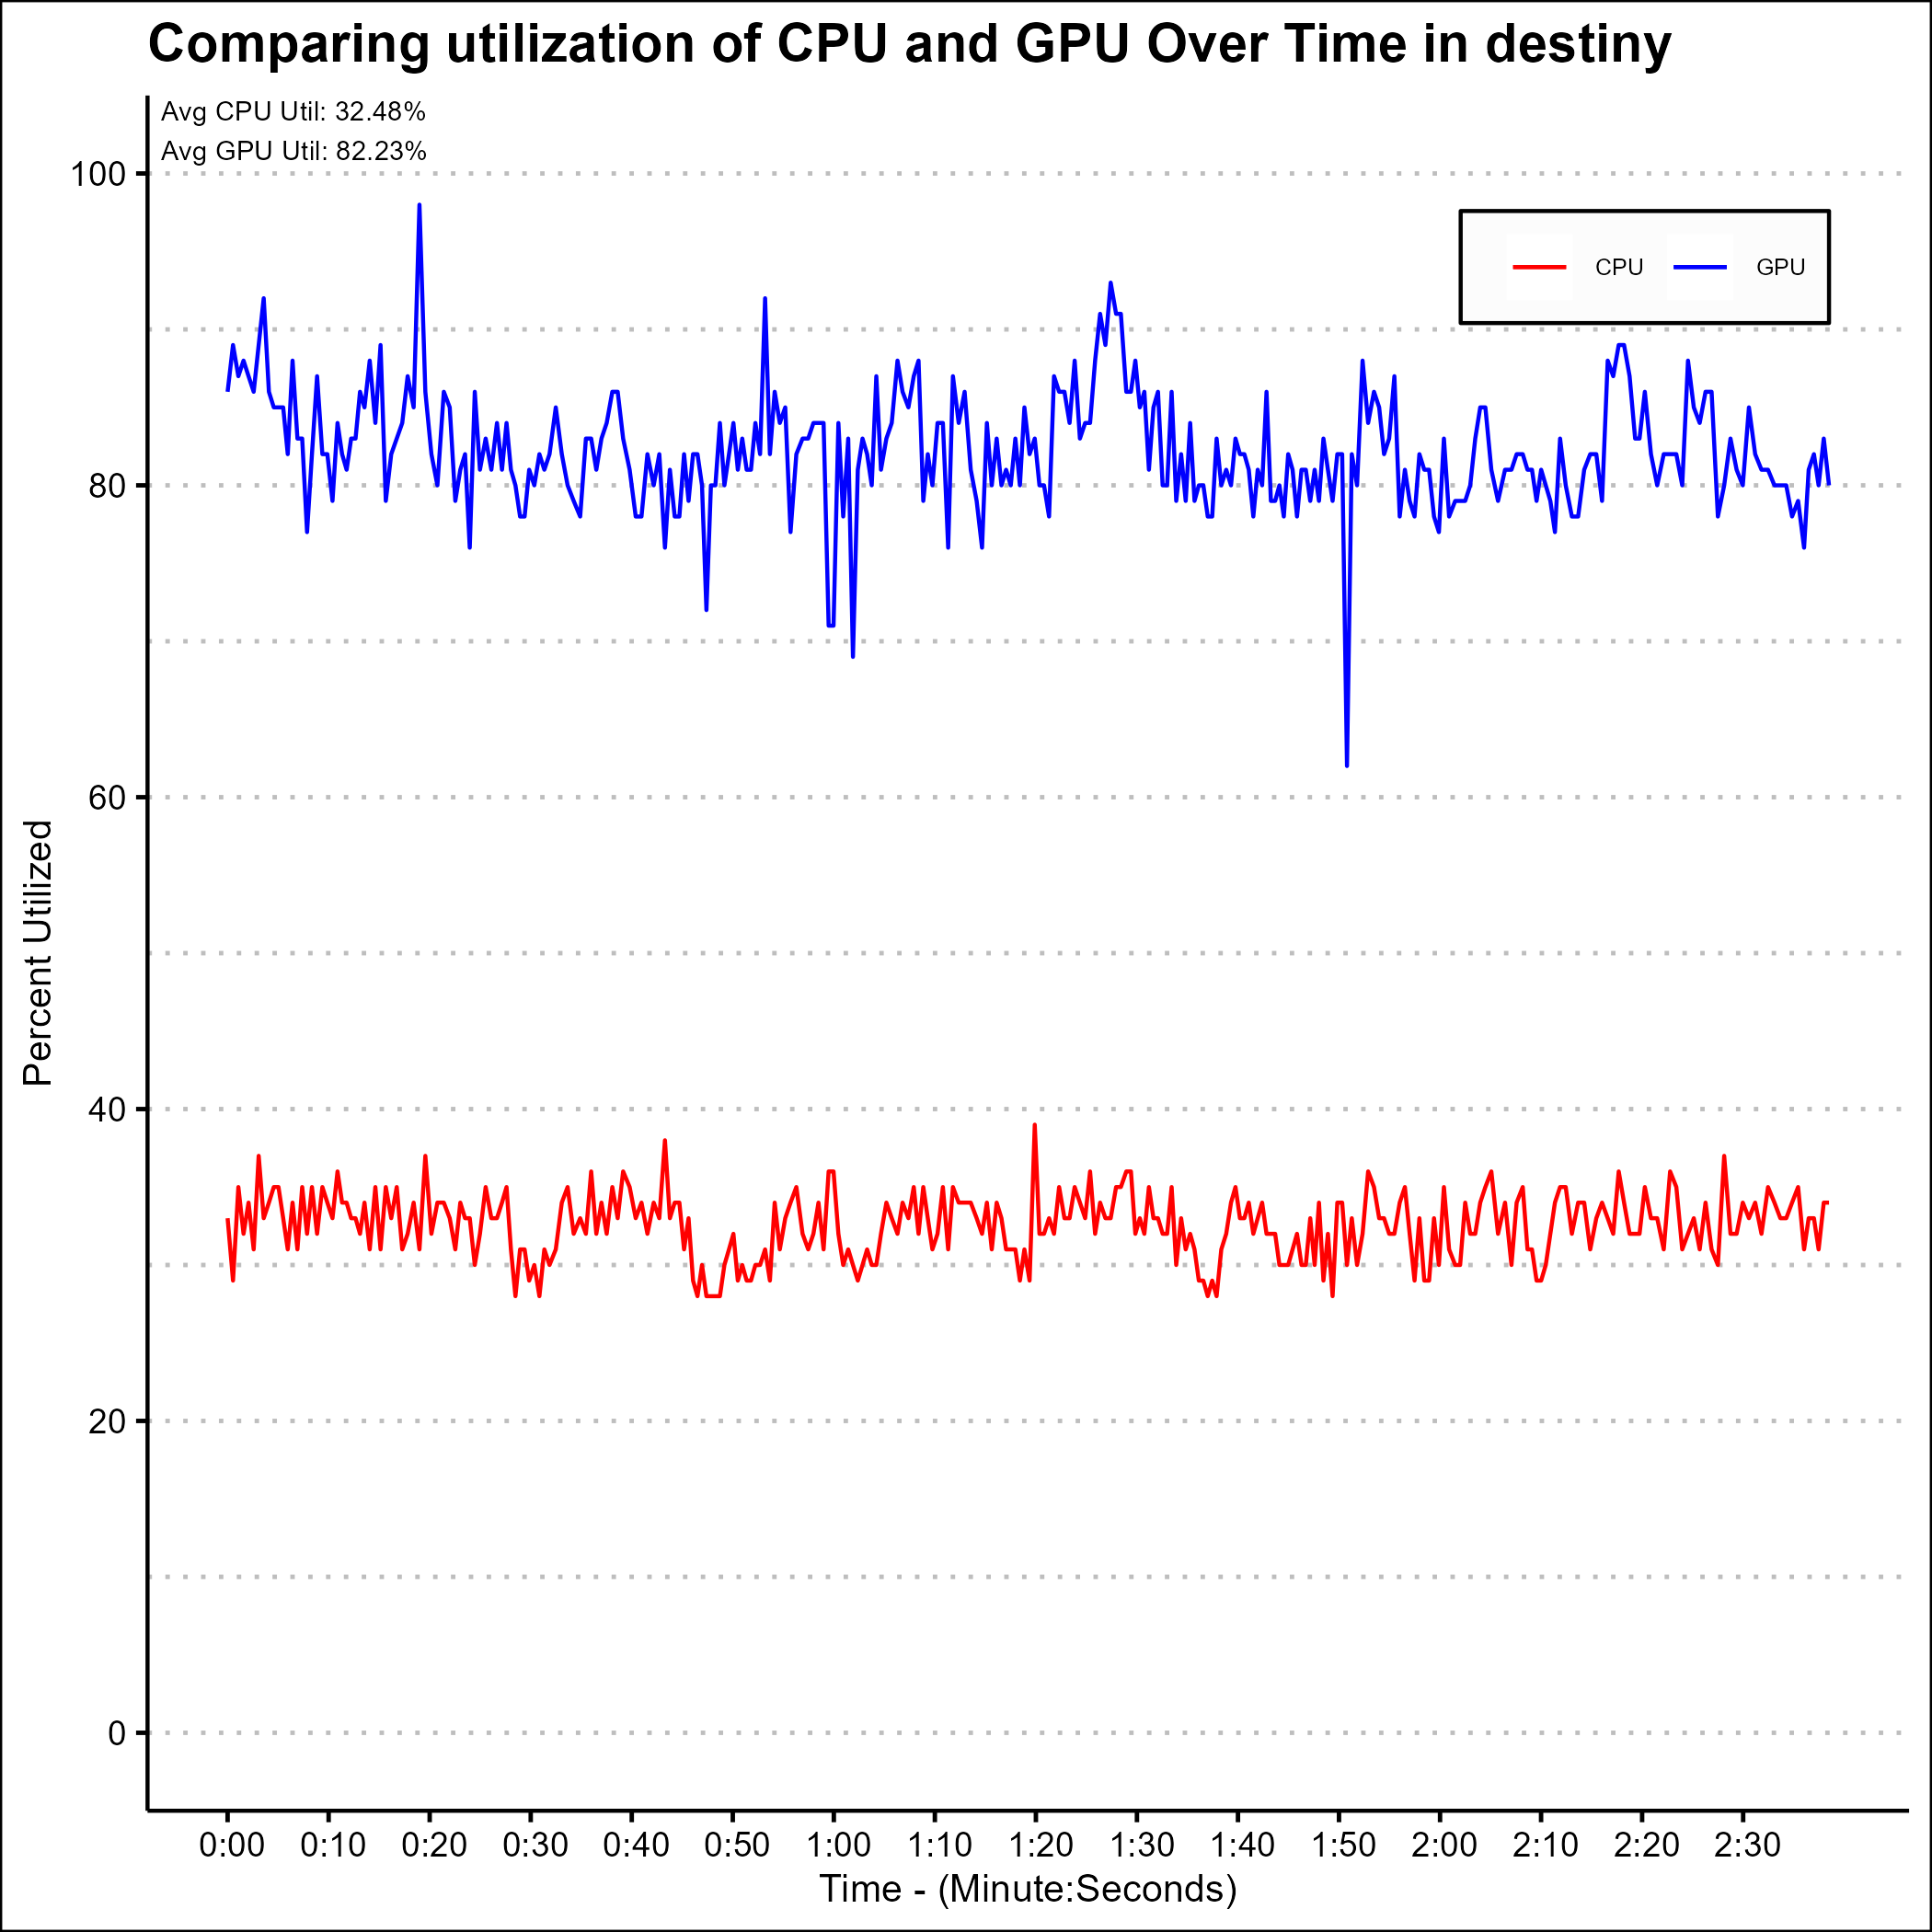 Comparing utilization of CPU and GPU Over Time in destiny
Avg CPU Util: 32.48%
Avg GPU Util: 82.23%
CPU GPU
100
80
60
40
20
0
Percent Utilized
0:00 0:10 0:20 0:30 0:40 0:50 1:00 1:10 1:20 1:30 1:40 1:50 2:00 2:10 2:20 2:30
Time - (Minute:Seconds)